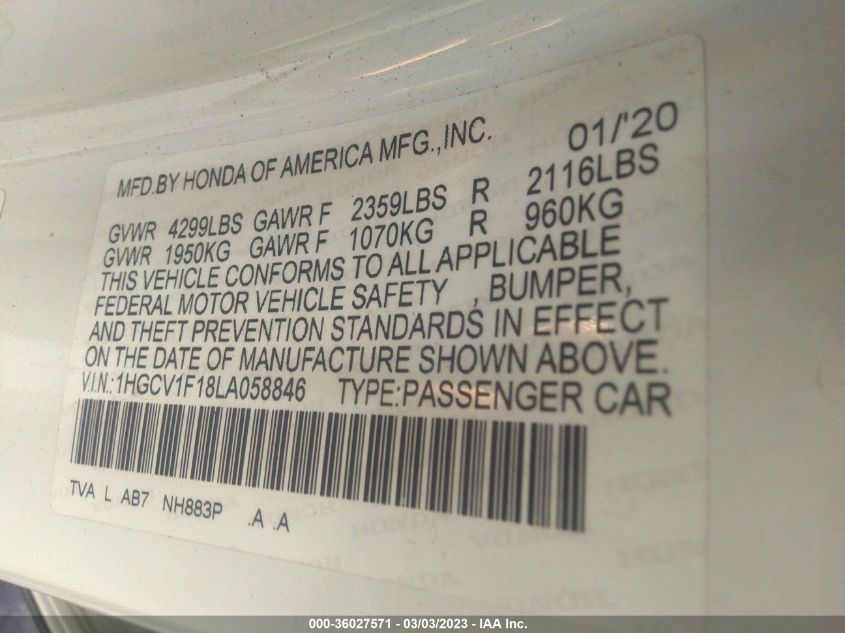 MFD.BY HONDA OF AMERICA MFG.,INC. 01/'20
GVWR 4299LBS GAWR F 2359LBS R 2116LBS
GVWR 1950KG GAWR F 1070KG R 960KG
THIS VEHICLE CONFORMS TO ALL APPLICABLE
FEDERAL MOTOR VEHICLE SAFETY , BUMPER,
AND THEFT PREVENTION STANDARDS IN EFFECT
ON THE DATE OF MANUFACTURE SHOWN ABOVE.
V.I.N.:1HGCV1F18LA058846 TYPE:PASSENGER CAR
TVA L AB7 NH883P .A .A
000-36027571 — 03/03/2023 — IAA Inc.